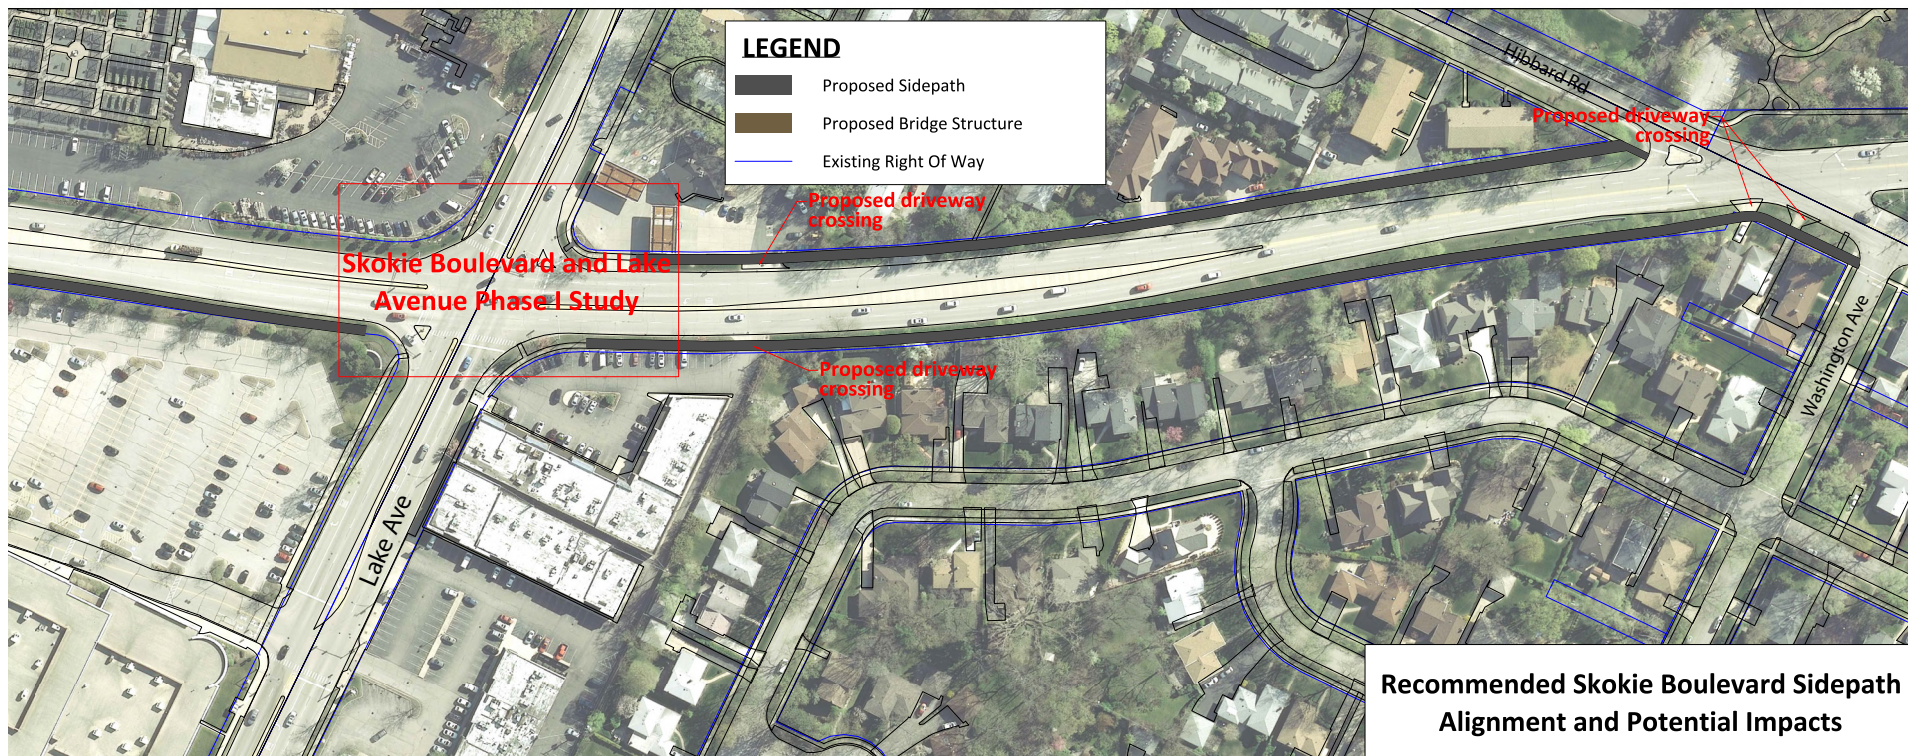 LEGEND
Proposed Sidepath
Proposed Bridge Structure
Existing Right Of Way
Hibbard Rd
Proposed driveway
crossing
Proposed driveway
crossing
Skokie Boulevard and Lake
Avenue Phase I Study
Proposed driveway
crossing
Washington Ave
Lake Ave
Recommended Skokie Boulevard Sidepath
Alignment and Potential Impacts